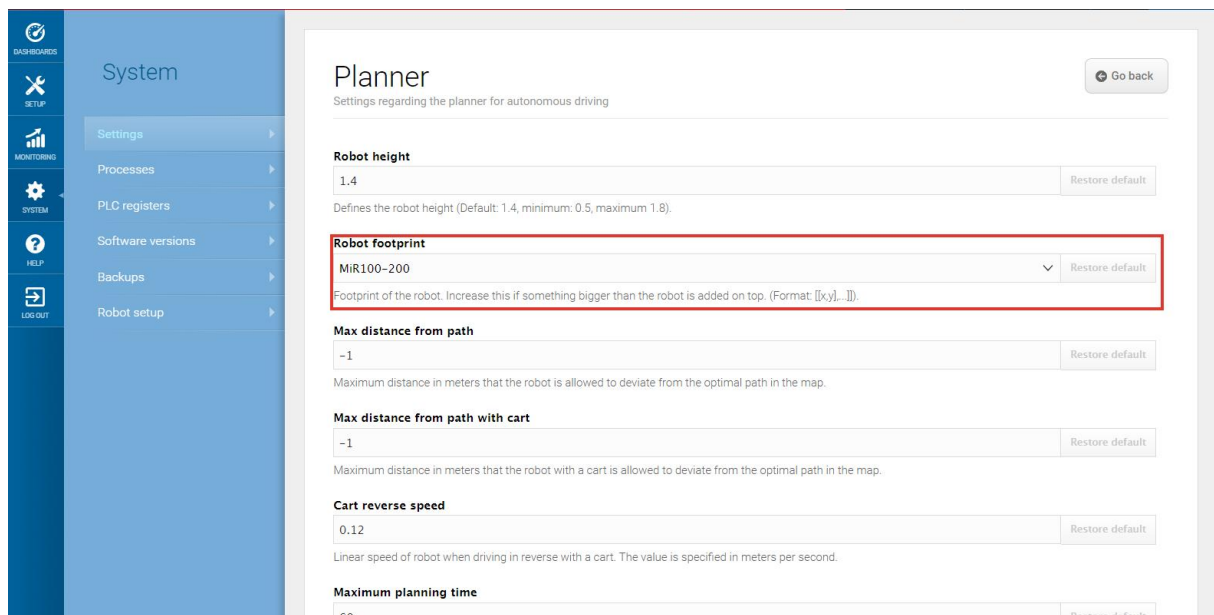 DASHBOARDS
SETUP
MONITORING
SYSTEM
HELP
LOG OUT
System
Settings
Processes
PLC registers
Software versions
Backups
Robot setup
Planner
Go back
Settings regarding the planner for autonomous driving
Robot height
1.4 Restore default
Defines the robot height (Default: 1.4, minimum: 0.5, maximum 1.8).
Robot footprint
MiR100-200 Restore default
Footprint of the robot. Increase this if something bigger than the robot is added on top. (Format: [[x,y],...]]).
Max distance from path
-1 Restore default
Maximum distance in meters that the robot is allowed to deviate from the optimal path in the map.
Max distance from path with cart
-1 Restore default
Maximum distance in meters that the robot with a cart is allowed to deviate from the optimal path in the map.
Cart reverse speed
0.12 Restore default
Linear speed of robot when driving in reverse with a cart. The value is specified in meters per second.
Maximum planning time